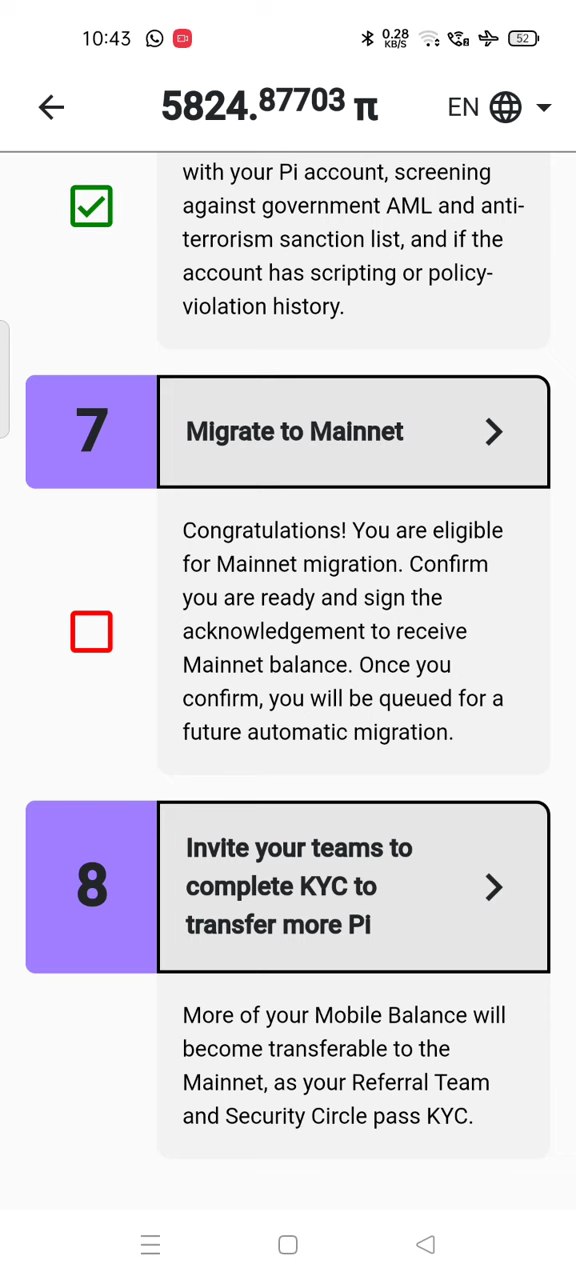 10:43
0.28 KB/S
52
5824.87703 π
EN
with your Pi account, screening
against government AML and anti-
terrorism sanction list, and if the
account has scripting or policy-
violation history.
7
Migrate to Mainnet
Congratulations! You are eligible
for Mainnet migration. Confirm
you are ready and sign the
acknowledgement to receive
Mainnet balance. Once you
confirm, you will be queued for a
future automatic migration.
8
Invite your teams to
complete KYC to
transfer more Pi
More of your Mobile Balance will
become transferable to the
Mainnet, as your Referral Team
and Security Circle pass KYC.